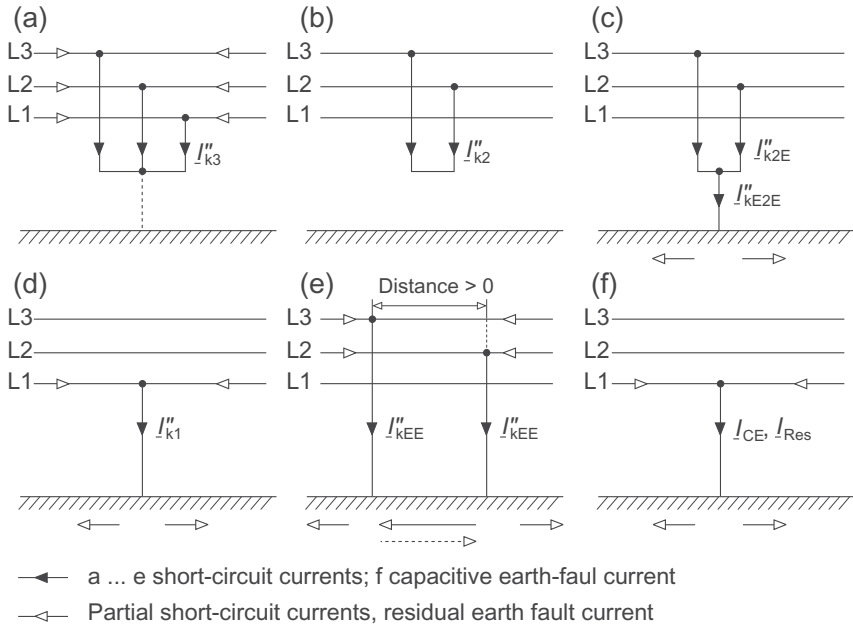 (a) (b) (c)
L3 L3 L3
L2 L2 L2
L1 L1 L1
I″k3 I″k2 I″k2E
I″kE2E
(d) (e) (f)
Distance > 0
L3 L3 L3
L2 L2 L2
L1 L1 L1
I″k1 I″kEE I″kEE ICE, IRes
a ... e short-circuit currents; f capacitive earth-faul current
Partial short-circuit currents, residual earth fault current